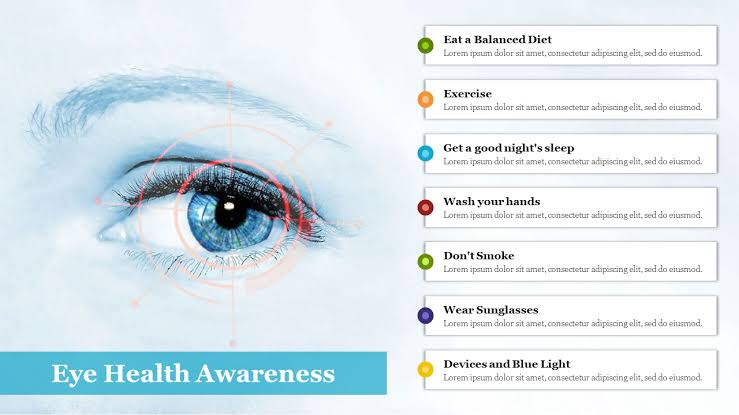 Eat a Balanced Diet
Lorem ipsum dolor sit amet, consectetur adipiscing elit, sed do eiusmod.
Exercise
Lorem ipsum dolor sit amet, consectetur adipiscing elit, sed do eiusmod.
Get a good night's sleep
Lorem ipsum dolor sit amet, consectetur adipiscing elit, sed do eiusmod.
Wash your hands
Lorem ipsum dolor sit amet, consectetur adipiscing elit, sed do eiusmod.
Don't Smoke
Lorem ipsum dolor sit amet, consectetur adipiscing elit, sed do eiusmod.
Wear Sunglasses
Lorem ipsum dolor sit amet, consectetur adipiscing elit, sed do eiusmod.
Devices and Blue Light
Lorem ipsum dolor sit amet, consectetur adipiscing elit, sed do eiusmod.
Eye Health Awareness